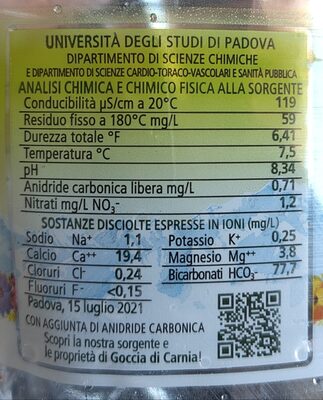 UNIVERSITÀ DEGLI STUDI DI PADOVA
DIPARTIMENTO DI SCIENZE CHIMICHE
E DIPARTIMENTO DI SCIENZE CARDIO-TORACO-VASCOLARI E SANITÀ PUBBLICA
ANALISI CHIMICA E CHIMICO FISICA ALLA SORGENTE
Conducibilità µS/cm a 20°C 119
Residuo fisso a 180°C mg/L 59
Durezza totale °F 6,41
Temperatura °C 7,5
pH 8,34
Anidride carbonica libera mg/L 0,71
Nitrati mg/L NO₃⁻ 1,2
SOSTANZE DISCIOLTE ESPRESSE IN IONI (mg/L)
Sodio Na⁺ 1,1 Potassio K⁺ 0,25
Calcio Ca⁺⁺ 19,4 Magnesio Mg⁺⁺ 3,8
Cloruri Cl⁻ 0,24 Bicarbonati HCO₃⁻ 77,7
Fluoruri F⁻ <0,15
Padova, 15 luglio 2021
CON AGGIUNTA DI ANIDRIDE CARBONICA
Scopri la nostra sorgente e
le proprietà di Goccia di Carnia!